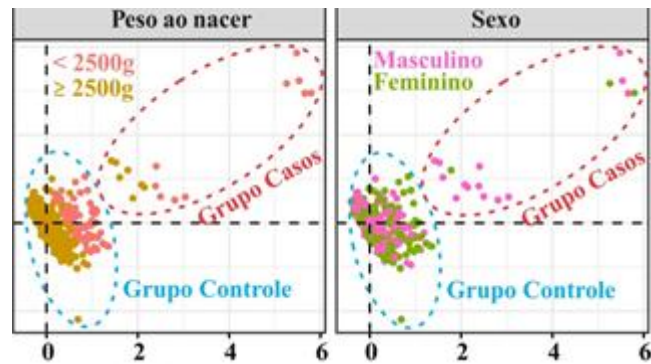 Peso ao nacer
< 2500g
≥ 2500g
Grupo Casos
Grupo Controle
0 2 4 6
Sexo
Masculino
Feminino
Grupo Casos
Grupo Controle
0 2 4 6